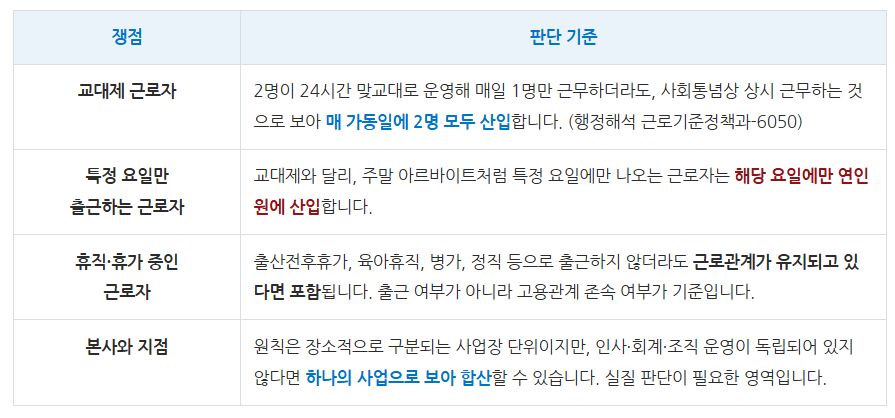 쟁점
판단 기준
교대제 근로자
2명이 24시간 맞교대로 운영해 매일 1명만 근무하더라도, 사회통념상 상시 근무하는 것
으로 보아 매 가동일에 2명 모두 산입합니다. (행정해석 근로기준정책과-6050)
특정 요일만
출근하는 근로자
교대제와 달리, 주말 아르바이트처럼 특정 요일에만 나오는 근로자는 해당 요일에만 연인
원에 산입합니다.
휴직·휴가 중인
근로자
출산전후휴가, 육아휴직, 병가, 정직 등으로 출근하지 않더라도 근로관계가 유지되고 있
다면 포함됩니다. 출근 여부가 아니라 고용관계 존속 여부가 기준입니다.
본사와 지점
원칙은 장소적으로 구분되는 사업장 단위이지만, 인사·회계·조직 운영이 독립되어 있지
않다면 하나의 사업으로 보아 합산할 수 있습니다. 실질 판단이 필요한 영역입니다.